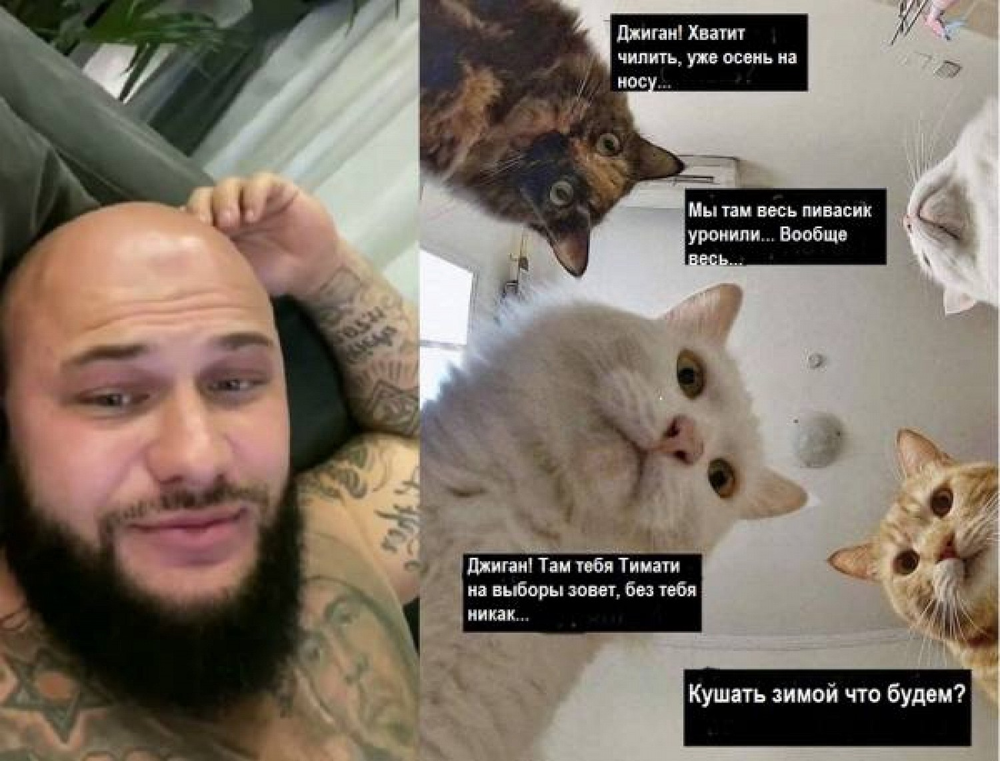 Джиган! Хватит
чилить, уже осень на
носу...
Мы там весь пивасик
уронили... Вообще
весь...
Джиган! Там тебя Тимати
на выборы зовет, без тебя
никак...
Кушать зимой что будем?